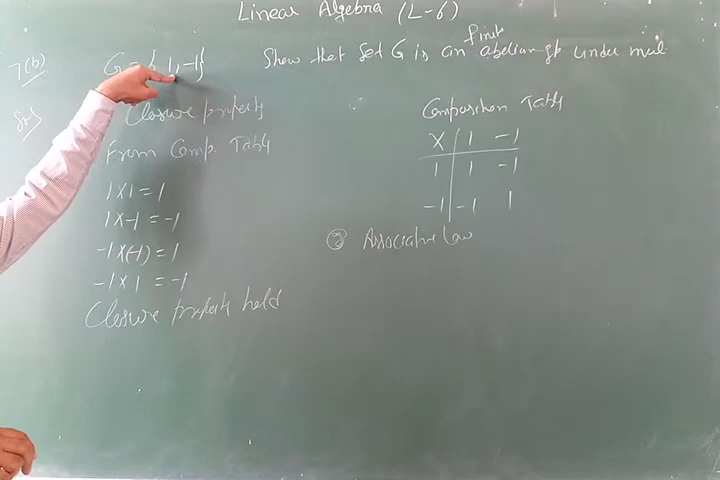 Linear Algebra (L-6)
7(b) G = { 1, -1} Show that Set G is an finite abelian gp under mul
Sol Closure property
From Comp. Table
1 × 1 = 1
1 × -1 = -1
-1 × (-1) = 1
-1 × 1 = -1
Closure property hold
Composition Table
× | 1 -1
1 | 1 -1
-1 | -1 1
② Associative law